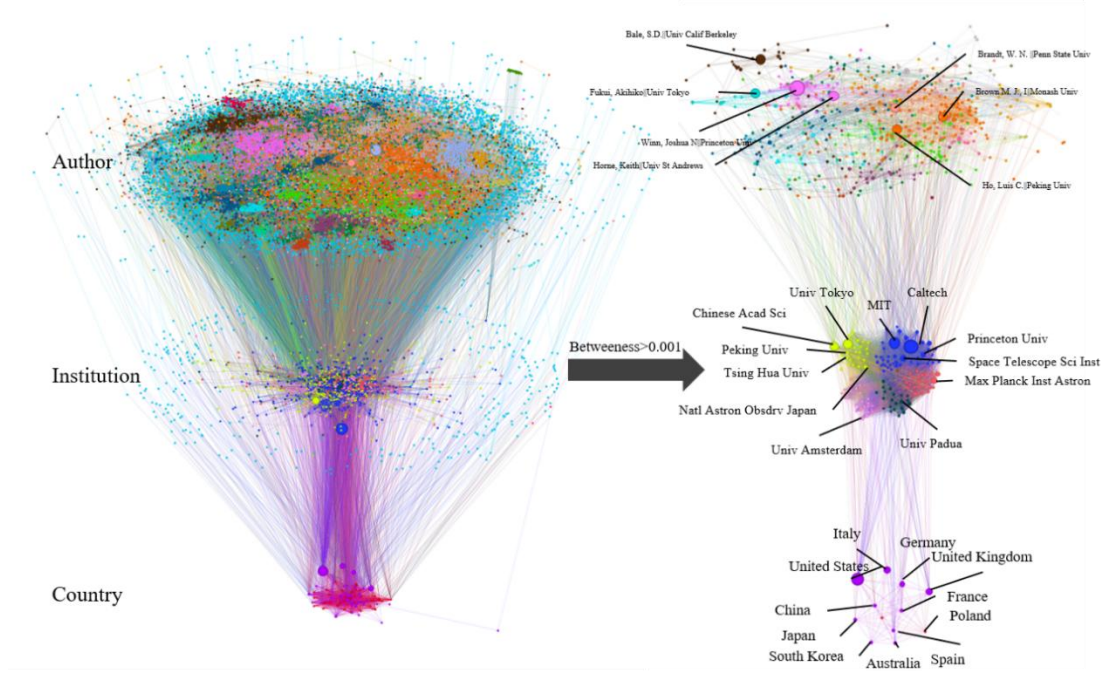 Bale, S.D.||Univ Calif Berkeley
Brandt, W. N. ||Penn State Univ
Fukui, Akihiko||Univ Tokyo
Brown M. J., I||Monash Univ
Author
Winn, Joshua N||Princeton Univ
Horne, Keith||Univ St Andrews
Ho, Luis C.||Peking Univ
Univ Tokyo
MIT
Caltech
Chinese Acad Sci
Betweeness>0.001
Princeton Univ
Peking Univ
Space Telescope Sci Inst
Institution
Tsing Hua Univ
Max Planck Inst Astron
Natl Astron Obsdrv Japan
Univ Amsterdam
Univ Padua
Italy
Germany
United States
United Kingdom
Country
China
France
Poland
Japan
South Korea
Australia
Spain